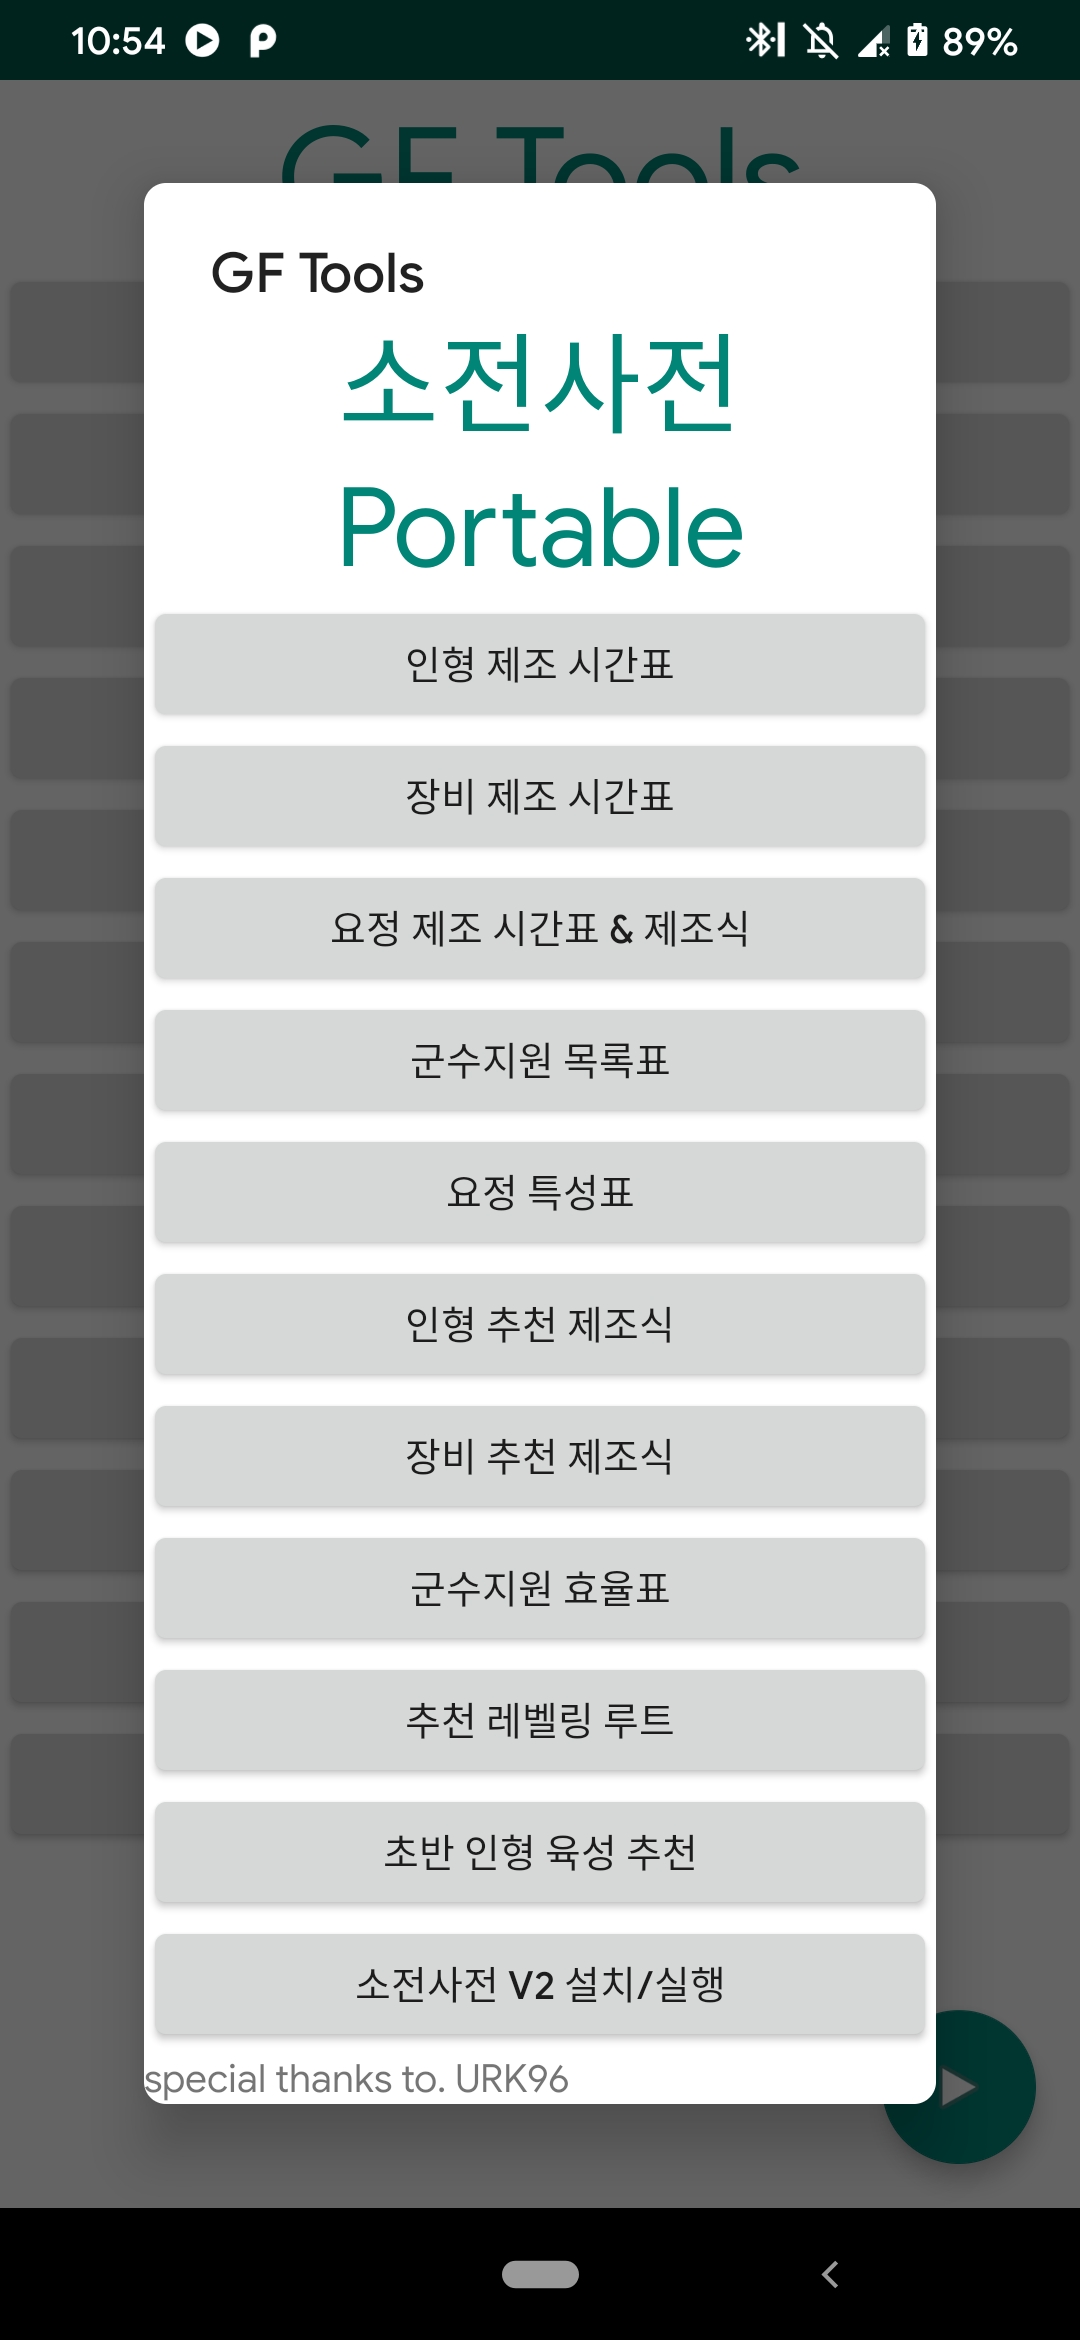 10:54
89%
GF Tools
GF Tools
소전사전
Portable
인형 제조 시간표
장비 제조 시간표
요정 제조 시간표 & 제조식
군수지원 목록표
요정 특성표
인형 추천 제조식
장비 추천 제조식
군수지원 효율표
추천 레벨링 루트
초반 인형 육성 추천
소전사전 V2 설치/실행
special thanks to. URK96